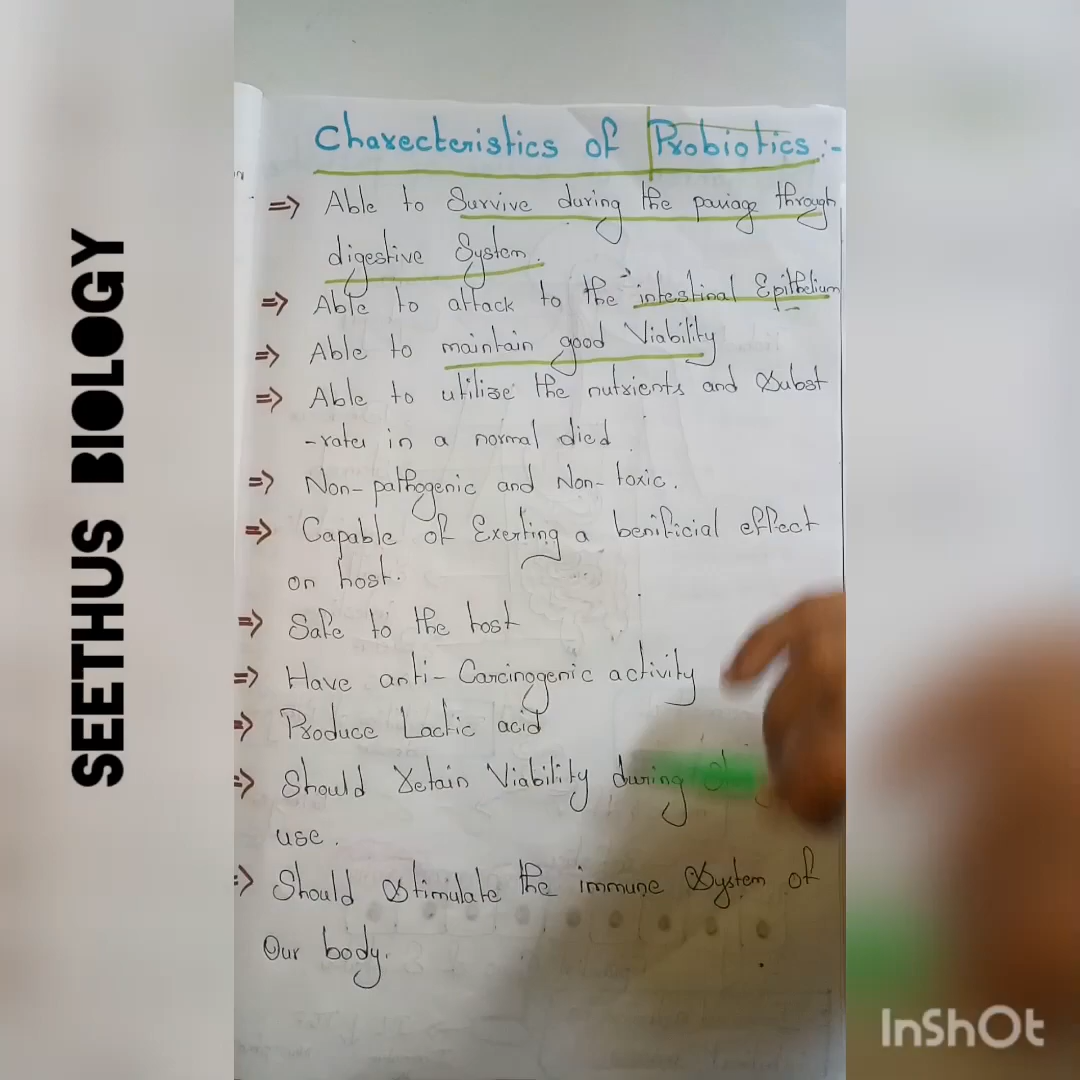 SEETHUS BIOLOGY
Charecteristics of Probiotics :-
=> Able to Survive during the passage through
digestive System.
=> Able to attack to the intestinal Epithelium
=> Able to maintain good Viability
=> Able to utilize the nutrients and Subst
-rates in a normal died
=> Non-pathogenic and Non-toxic.
=> Capable of Exerting a benificial effect
on host.
=> Safe to the host
=> Have anti-Carcinogenic activity
=> Produce Lactic acid
=> Should retain Viability during
use.
=> Should Stimulate the immune System of
Our body.
InShOt